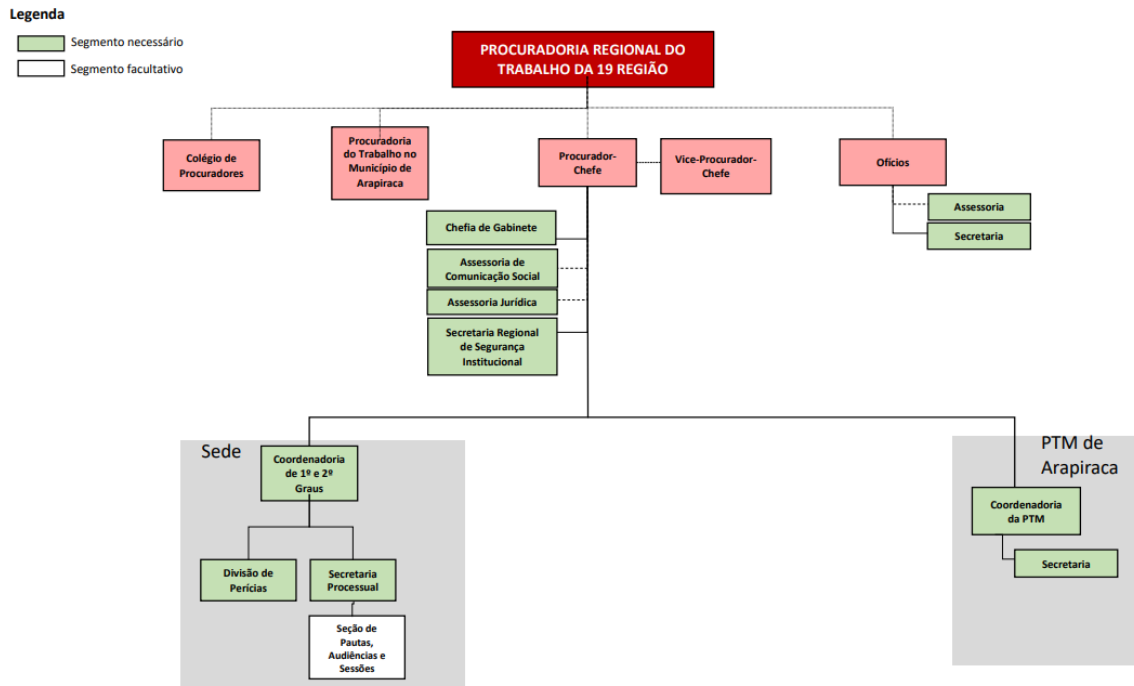 Legenda
Segmento necessário
Segmento facultativo
PROCURADORIA REGIONAL DO
TRABALHO DA 19 REGIÃO
Colégio de
Procuradores
Procuradoria
do Trabalho no
Município de
Arapiraca
Procurador-
Chefe
Vice-Procurador-
Chefe
Ofícios
Assessoria
Secretaria
Chefia de Gabinete
Assessoria de
Comunicação Social
Assessoria Jurídica
Secretaria Regional
de Segurança
Institucional
Sede
Coordenadoria
de 1º e 2º
Graus
Divisão de
Perícias
Secretaria
Processual
Seção de
Pautas,
Audiências e
Sessões
PTM de
Arapiraca
Coordenadoria
da PTM
Secretaria